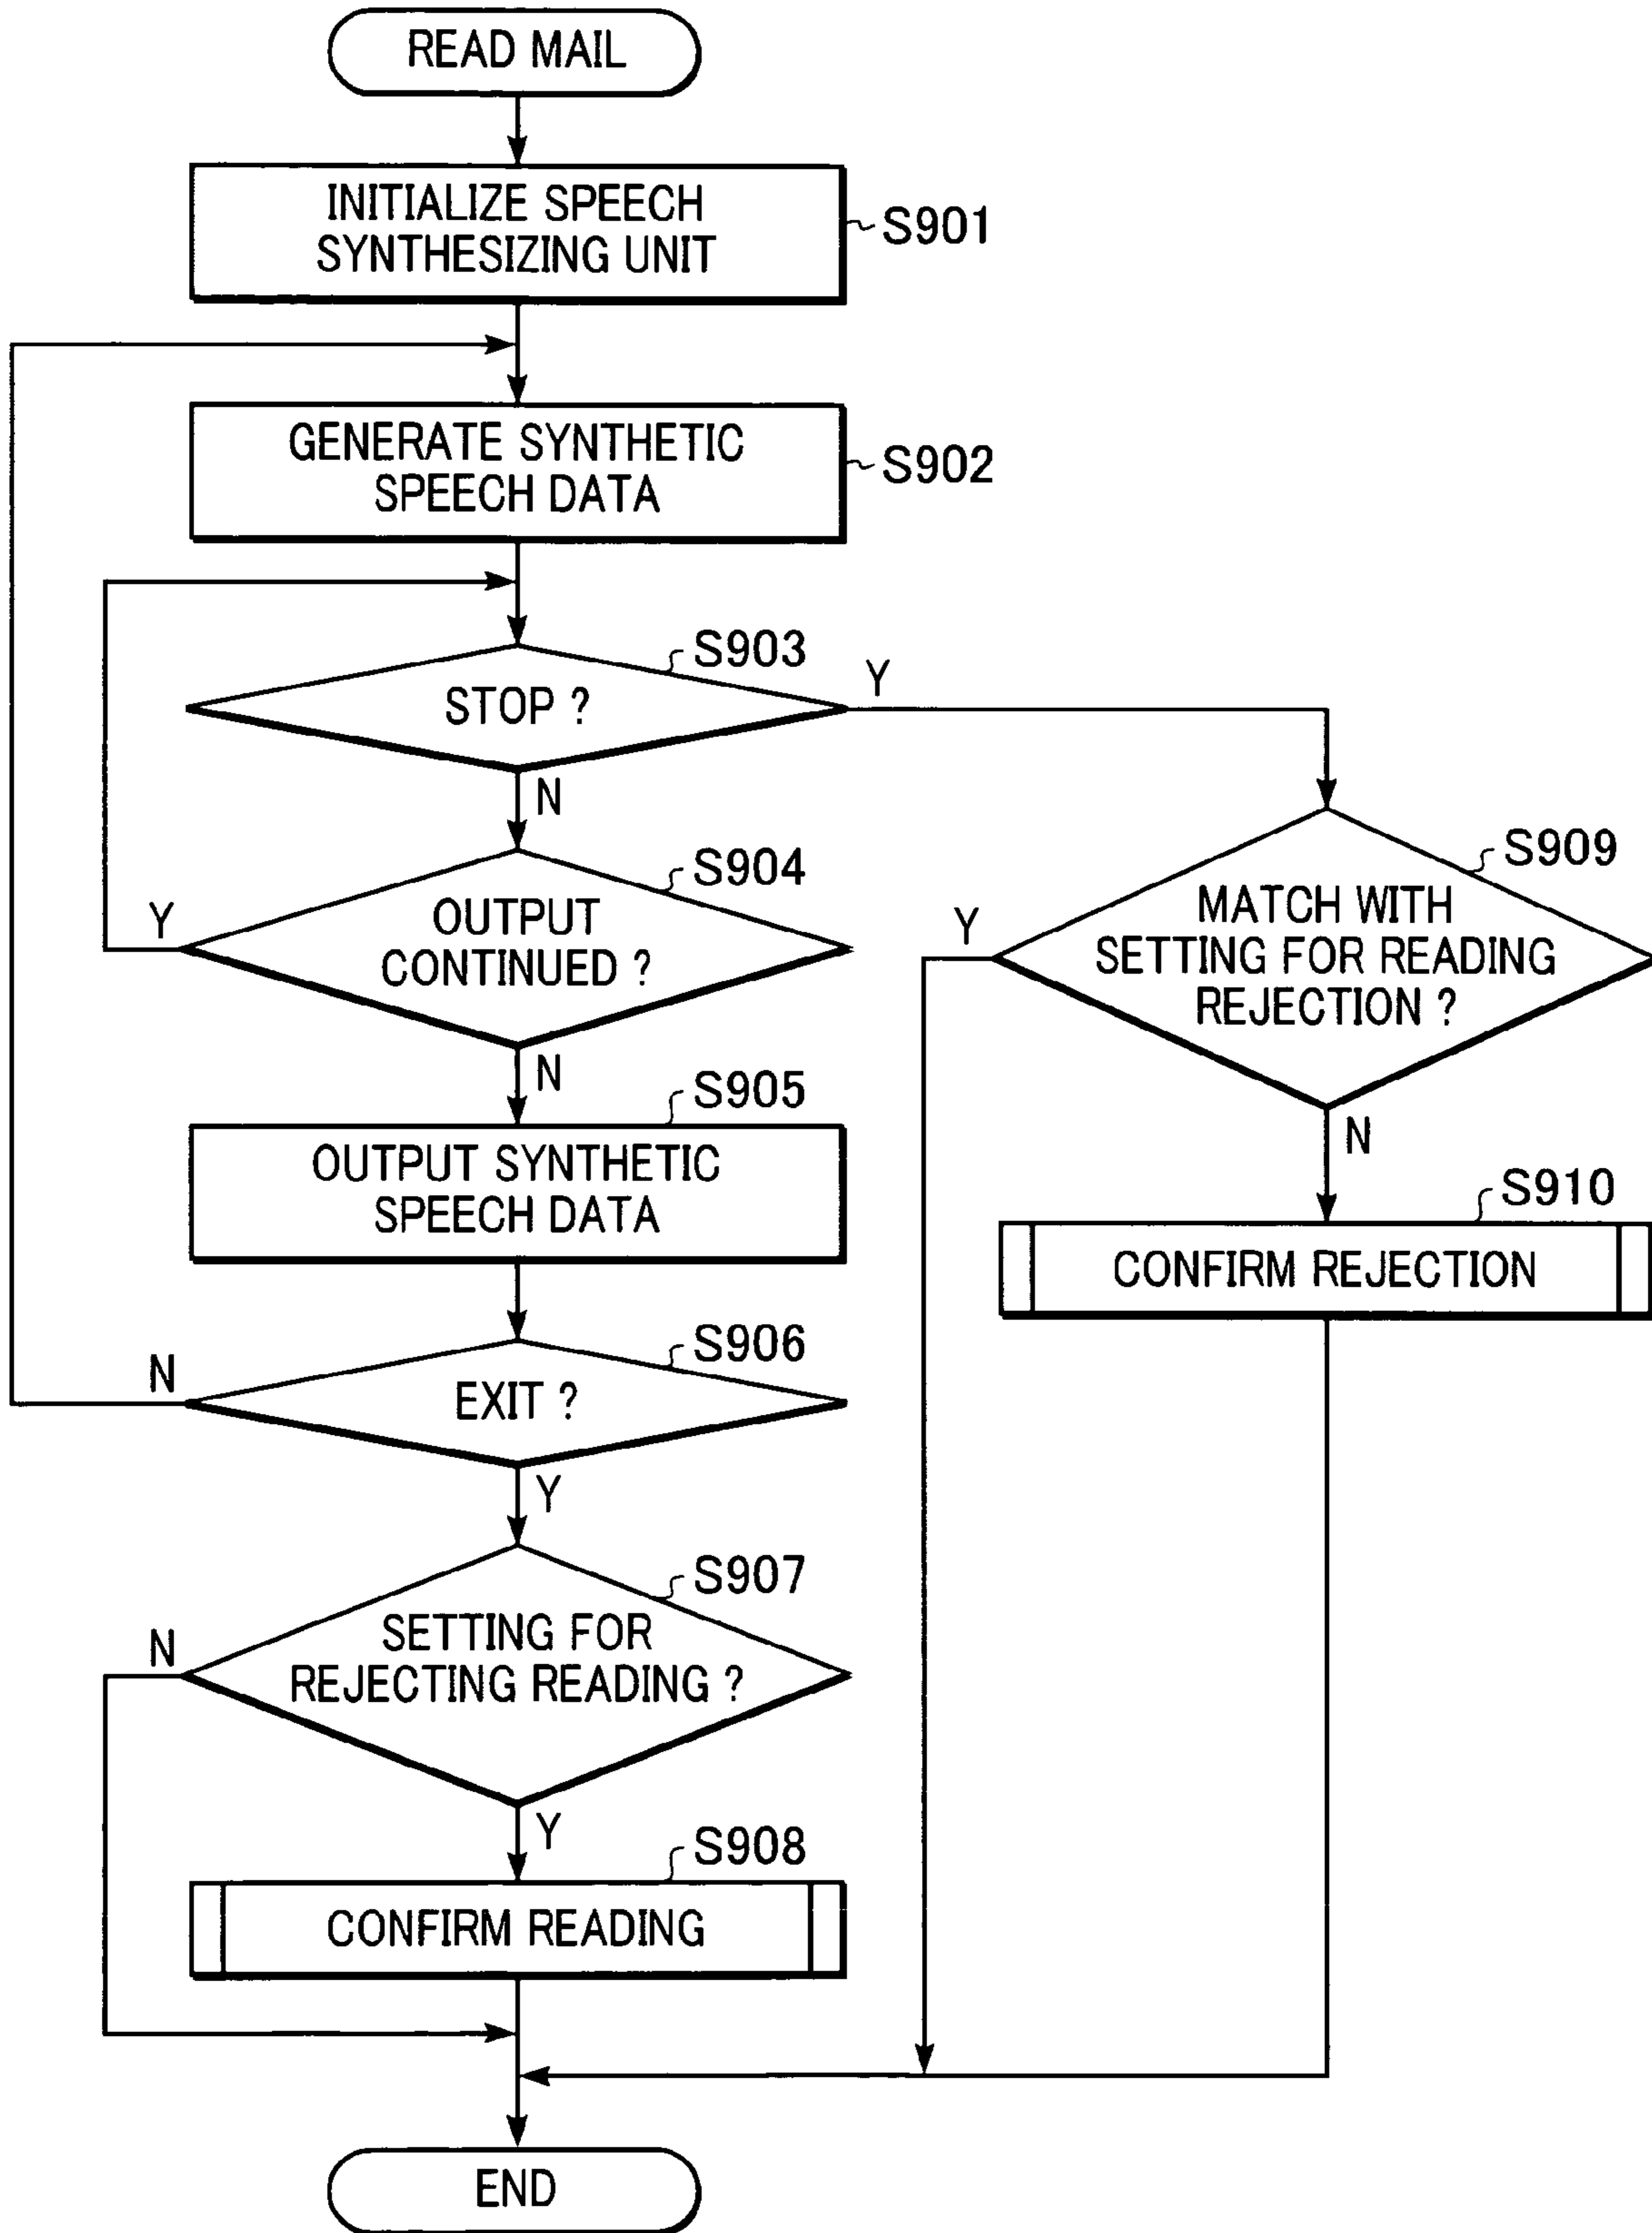 READ MAIL
INITIALIZE SPEECH
SYNTHESIZING UNIT
S901
GENERATE SYNTHETIC
SPEECH DATA
S902
S903
STOP ?
Y
N
S904
OUTPUT
CONTINUED ?
Y
N
S905
OUTPUT SYNTHETIC
SPEECH DATA
S906
EXIT ?
N
Y
S907
SETTING FOR
REJECTING READING ?
N
Y
S908
CONFIRM READING
S909
MATCH WITH
SETTING FOR READING
REJECTION ?
Y
N
S910
CONFIRM REJECTION
END